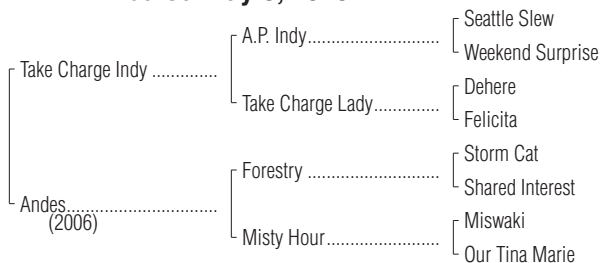 Seattle Slew
A.P. Indy
Weekend Surprise
Take Charge Indy
Dehere
Take Charge Lady
Felicita
Storm Cat
Forestry
Shared Interest
Andes
(2006)
Miswaki
Misty Hour
Our Tina Marie